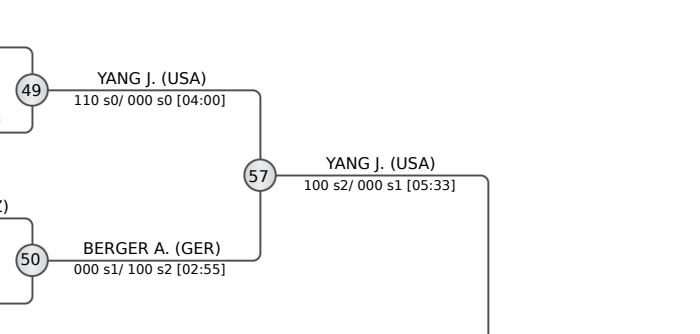 YANG J. (USA)
49
110 s0/ 000 s0 [04:00]
YANG J. (USA)
57
100 s2/ 000 s1 [05:33]
BERGER A. (GER)
50
000 s1/ 100 s2 [02:55]